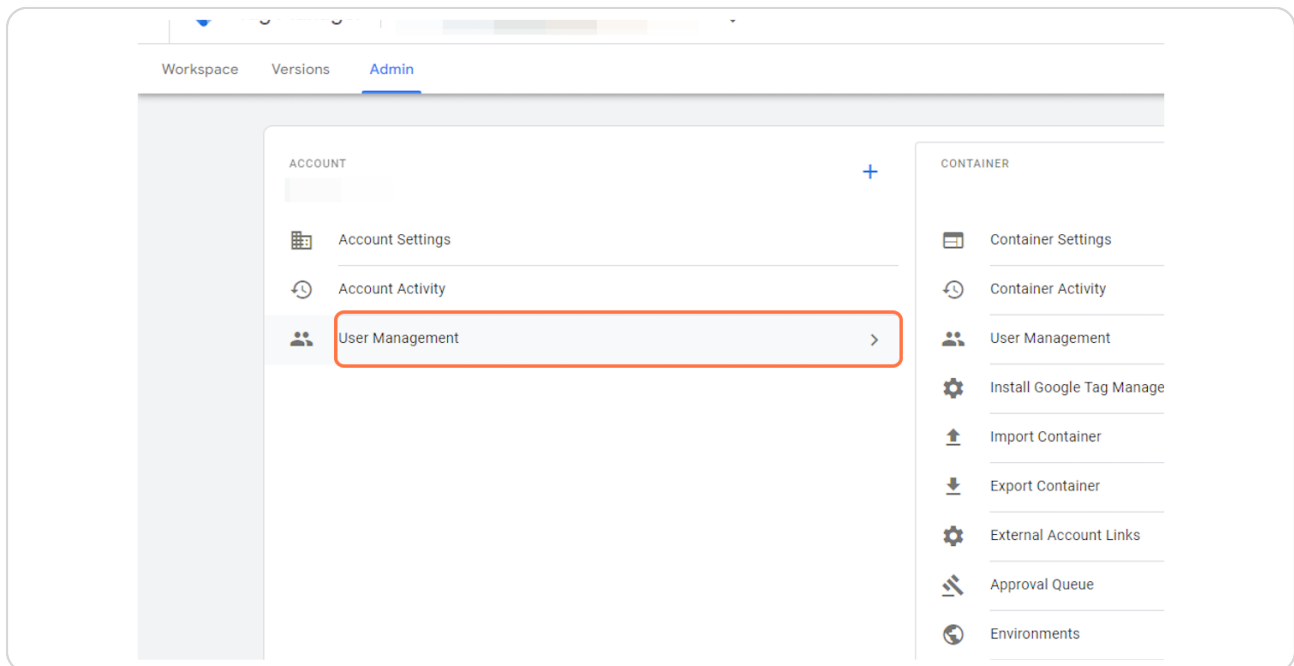 Workspace Versions Admin
ACCOUNT
Account Settings
Account Activity
User Management
CONTAINER
Container Settings
Container Activity
User Management
Install Google Tag Manage
Import Container
Export Container
External Account Links
Approval Queue
Environments